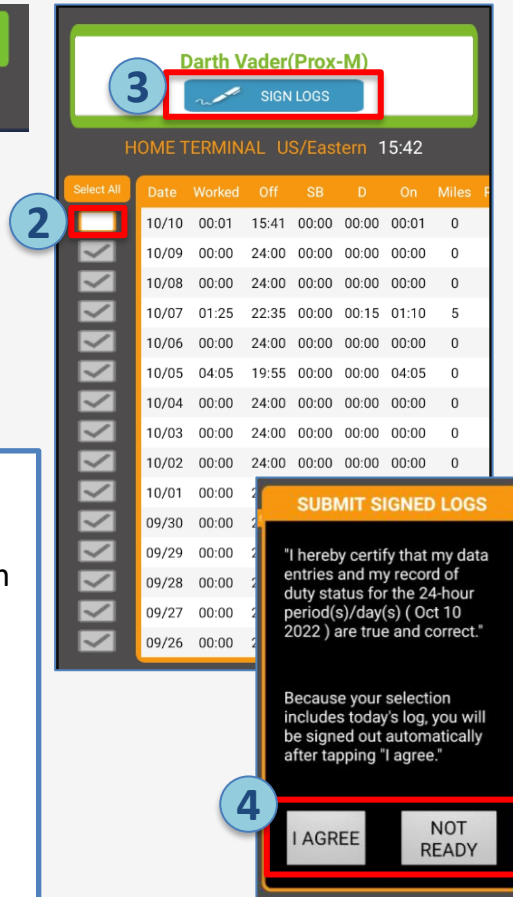 Darth Vader(Prox-M)
3
SIGN LOGS
HOME TERMINAL US/Eastern 15:42
Select All Date Worked Off SB D On Miles
2
10/10 00:01 15:41 00:00 00:00 00:01 0
10/09 00:00 24:00 00:00 00:00 00:00 0
10/08 00:00 24:00 00:00 00:00 00:00 0
10/07 01:25 22:35 00:00 00:15 01:10 5
10/06 00:00 24:00 00:00 00:00 00:00 0
10/05 04:05 19:55 00:00 00:00 04:05 0
10/04 00:00 24:00 00:00 00:00 00:00 0
10/03 00:00 24:00 00:00 00:00 00:00 0
10/02 00:00 24:00 00:00 00:00 00:00 0
10/01 00:00
09/30 00:00
09/29 00:00
09/28 00:00
09/27 00:00
09/26 00:00
SUBMIT SIGNED LOGS
"I hereby certify that my data
entries and my record of
duty status for the 24-hour
period(s)/day(s) ( Oct 10
2022 ) are true and correct."
Because your selection
includes today's log, you will
be signed out automatically
after tapping "I agree."
4
I AGREE
NOT
READY